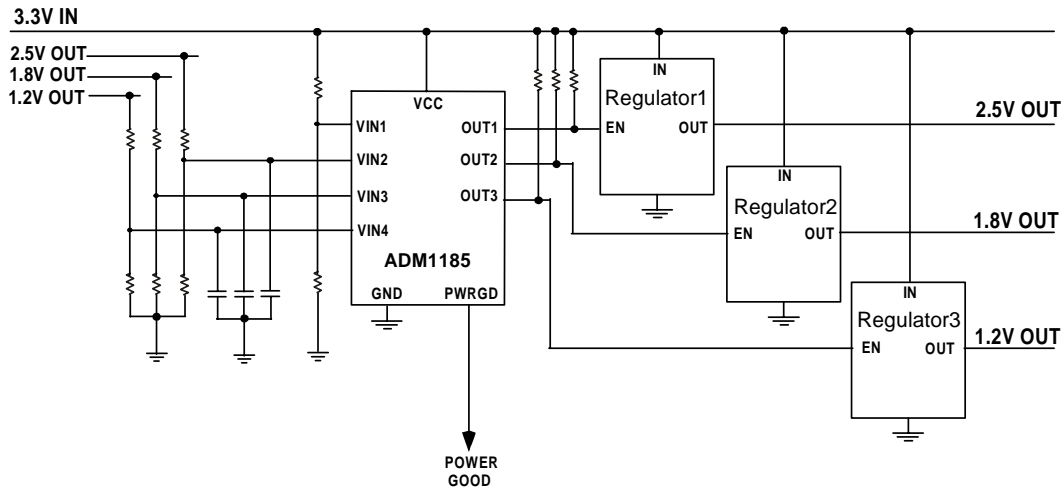 3.3V IN
2.5V OUT
1.8V OUT
1.2V OUT
VCC
VIN1
VIN2
VIN3
VIN4
OUT1
OUT2
OUT3
ADM1185
GND
PWRGD
POWER
GOOD
IN
Regulator1
EN
OUT
2.5V OUT
IN
Regulator2
EN
OUT
1.8V OUT
IN
Regulator3
EN
OUT
1.2V OUT